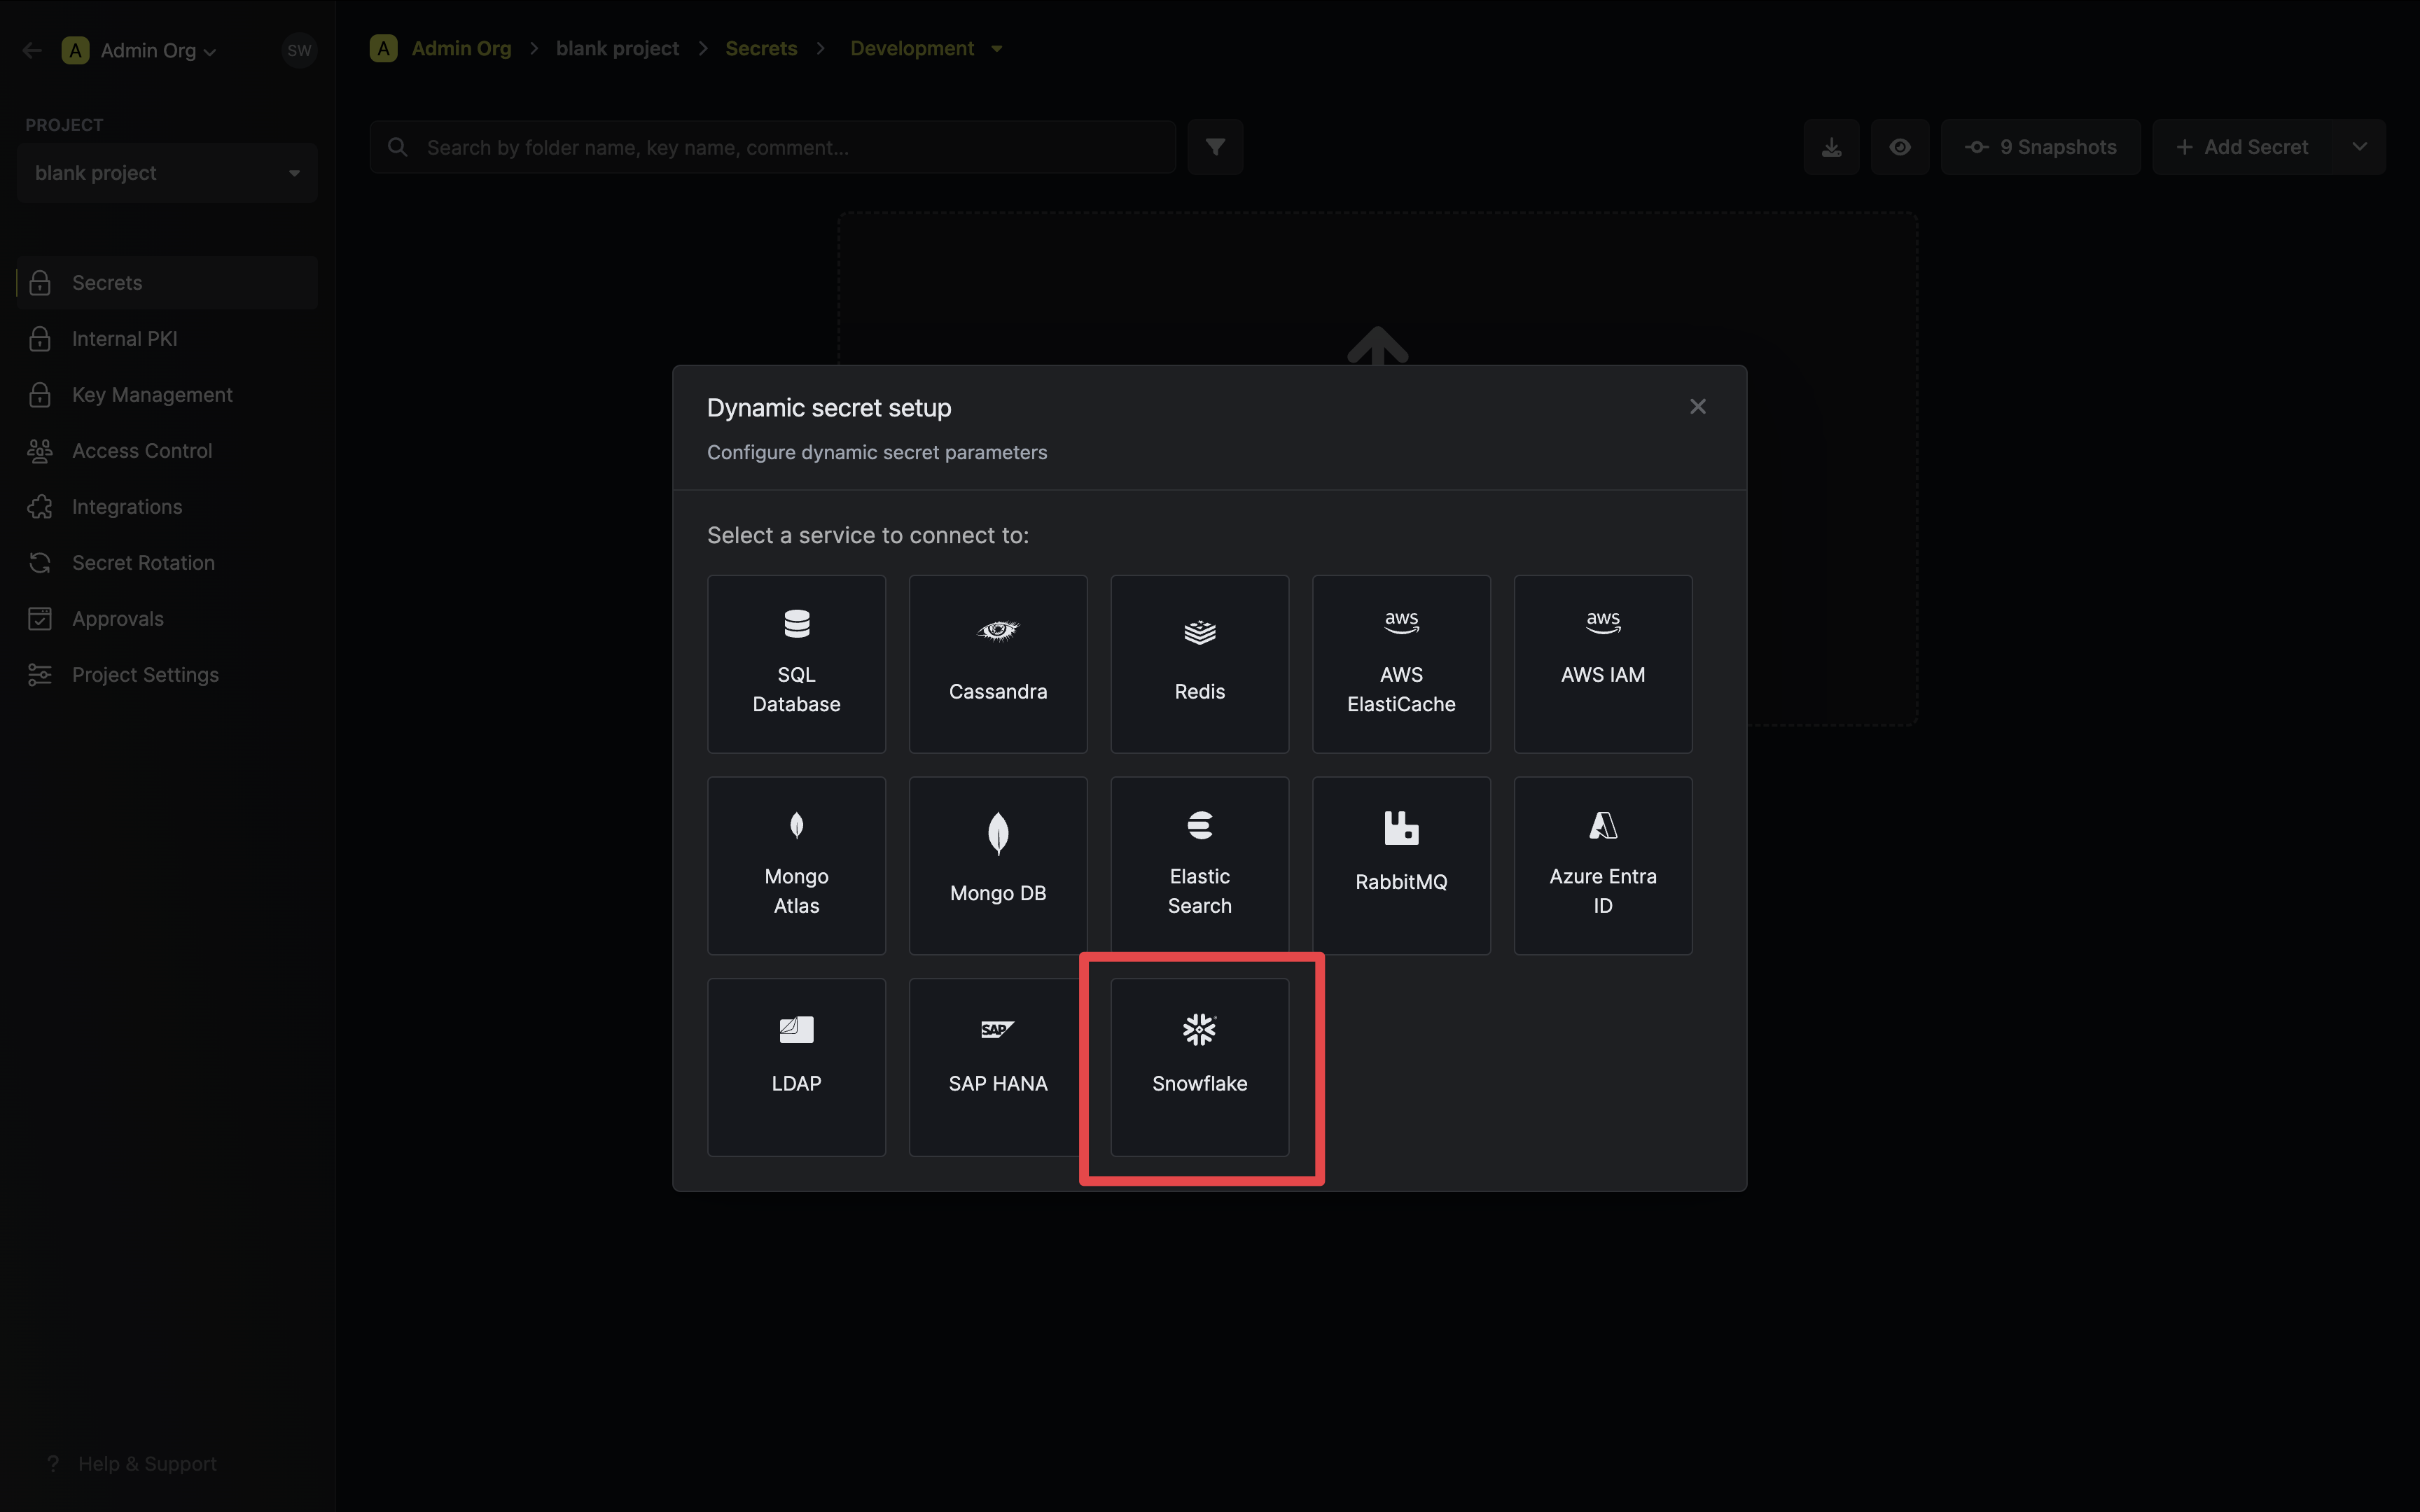 A Admin Org SW
PROJECT
blank project
Secrets
Internal PKI
Key Management
Access Control
Integrations
Secret Rotation
Approvals
Project Settings
? Help & Support
A Admin Org > blank project > Secrets > Development
Search by folder name, key name, comment...
9 Snapshots
+ Add Secret
Dynamic secret setup
Configure dynamic secret parameters
Select a service to connect to:
SQL
Database
Cassandra
Redis
aws
AWS
ElastiCache
aws
AWS IAM
Mongo
Atlas
Mongo DB
Elastic
Search
RabbitMQ
Azure Entra
ID
LDAP
SAP
SAP HANA
Snowflake